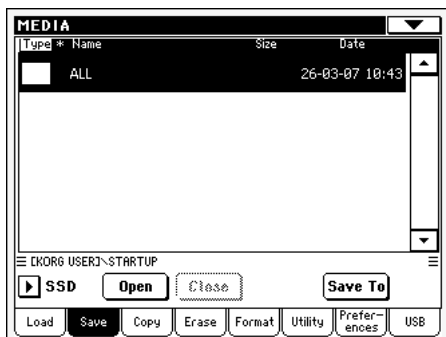 MEDIA
Type * Name Size Date
ALL 26-03-07 10:43
[KORG USER]\STARTUP
SSD Open Close Save To
Load Save Copy Erase Format Utility Prefer-
ences USB